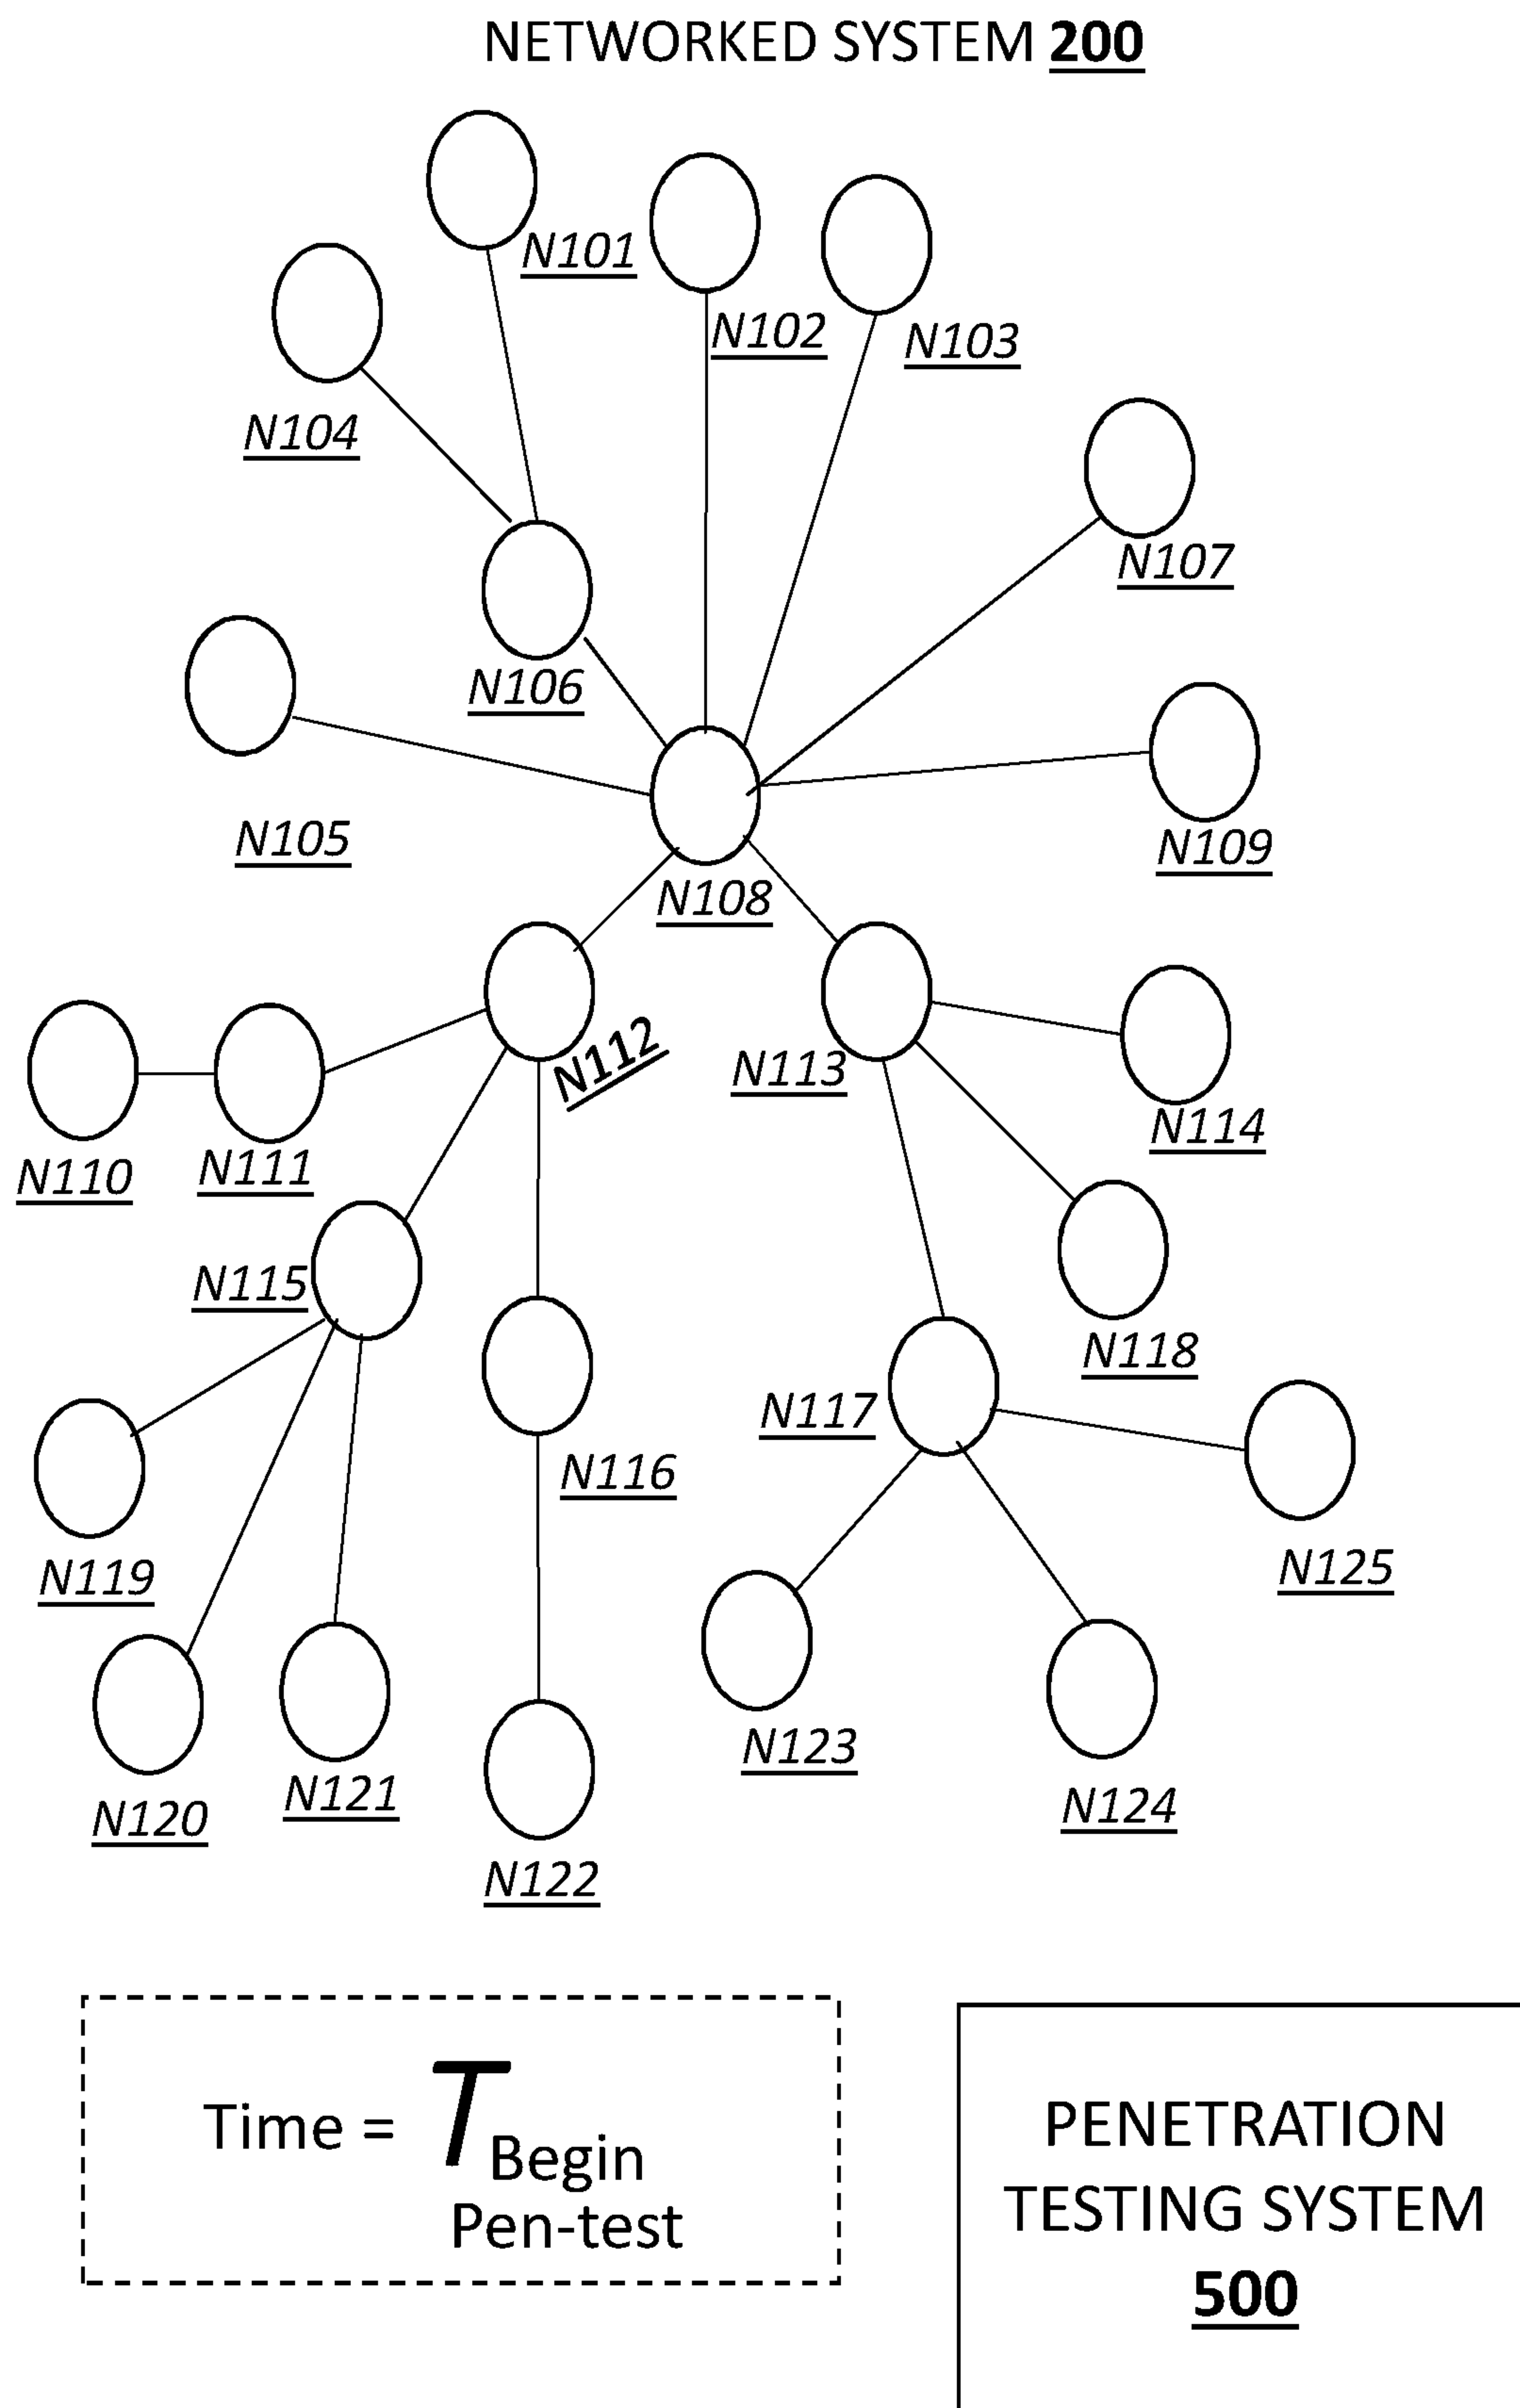 NETWORKED SYSTEM 200
N101
N102
N103
N104
N107
N106
N105
N109
N108
N112
N113
N114
N110
N111
N115
N118
N117
N116
N119
N125
N123
N121
N124
N120
N122
Time = T Begin
Pen-test
PENETRATION
TESTING SYSTEM
500